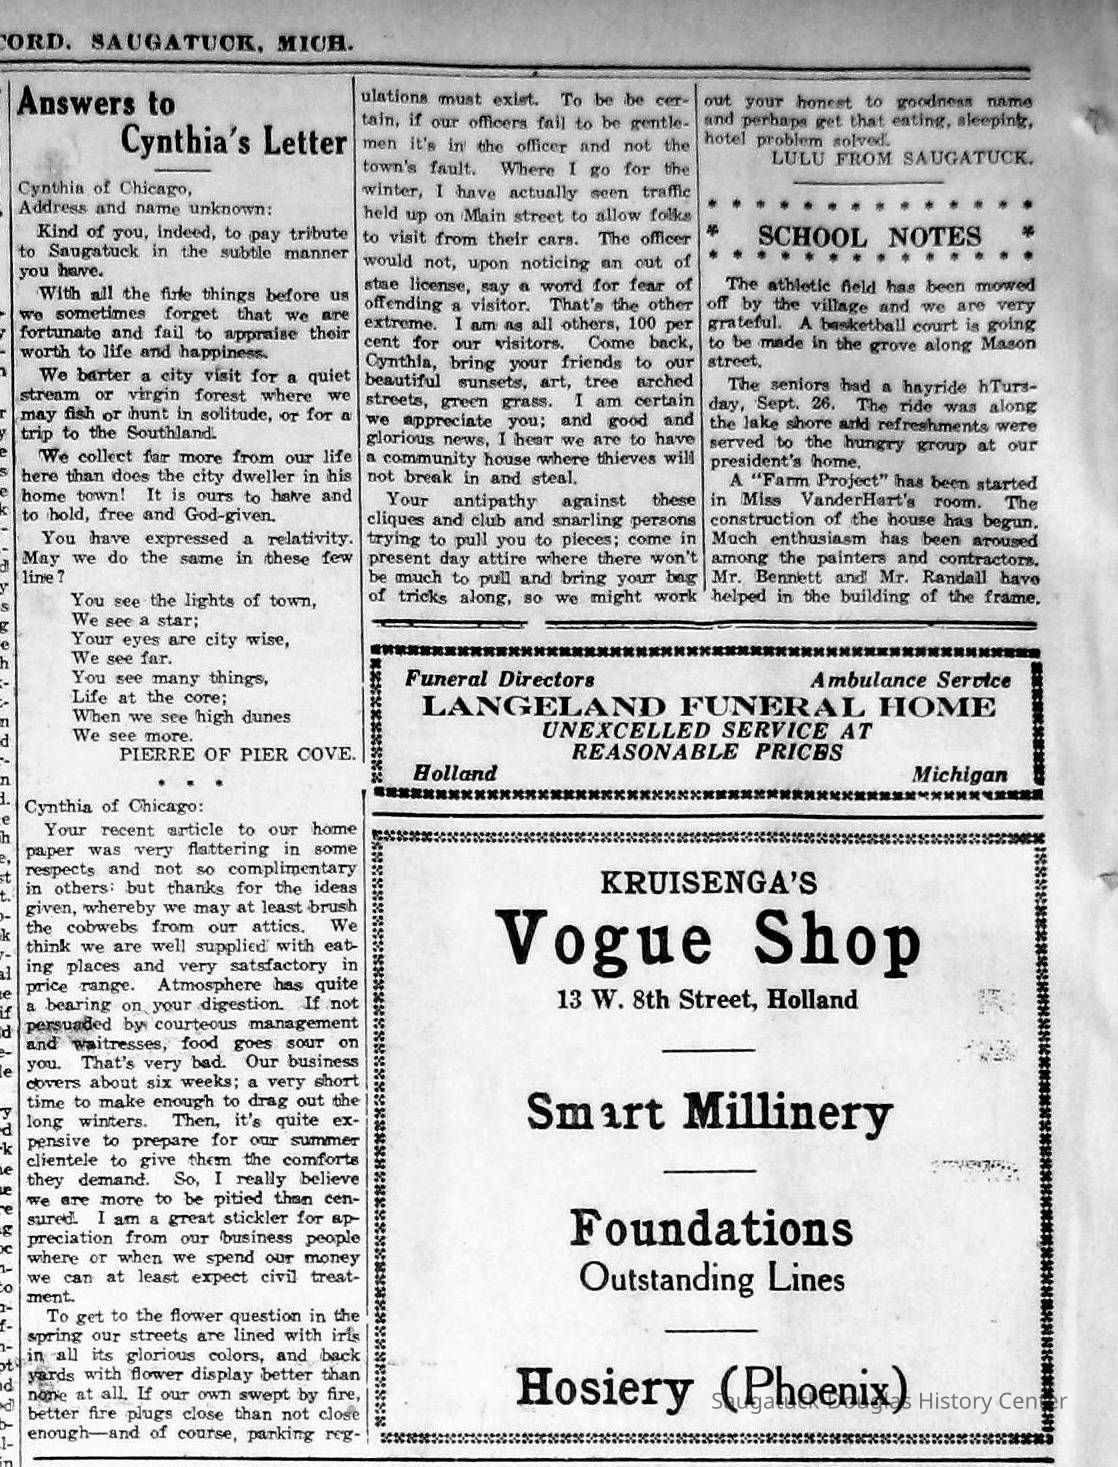 CORD. SAUGATUCK, MICH.
Answers to
Cynthia's Letter
Cynthia of Chicago,
Address and name unknown:
Kind of you, indeed, to pay tribute
to Saugatuck in the subtle manner
you have.
With all the fine things before us
we sometimes forget that we are
fortunate and fail to appraise their
worth to life and happiness.
We barter a city visit for a quiet
stream or virgin forest where we
may fish or hunt in solitude, or for a
trip to the Southland.
We collect far more from our life
here than does the city dweller in his
home town! It is ours to have and
to hold, free and God-given.
You have expressed a relativity.
May we do the same in these few
line?
You see the lights of town,
We see a star;
Your eyes are city wise,
We see far.
You see many things,
Life at the core;
When we see high dunes
We see more.
PIERRE OF PIER COVE.
* * *
Cynthia of Chicago:
Your recent article to our home
paper was very flattering in some
respects and not so complimentary
in others: but thanks for the ideas
given, whereby we may at least brush
the cobwebs from our attics. We
think we are well supplied with eat-
ing places and very satsfactory in
price range. Atmosphere has quite
a bearing on your digestion. If not
persuaded by courteous management
and waitresses, food goes sour on
you. That's very bad. Our business
covers about six weeks; a very short
time to make enough to drag out the
long winters. Then, it's quite ex-
pensive to prepare for our summer
clientele to give them the comforts
they demand. So, I really believe
we are more to be pitied than cen-
sured. I am a great stickler for ap-
preciation from our business people
where or when we spend our money
we can at least expect civil treat-
ment.
To get to the flower question in the
spring our streets are lined with iris
in all its glorious colors, and back
yards with flower display better than
none at all. If our own swept by fire,
better fire plugs close than not close
enough—and of course, parking reg-
ulations must exist. To be be cer-
tain, if our officers fail to be gentle-
men it's in the officer and not the
town's fault. Where I go for the
winter, I have actually seen traffic
held up on Main street to allow folks
to visit from their cars. The officer
would not, upon noticing an out of
stae license, say a word for fear of
offending a visitor. That's the other
extreme. I am as all others, 100 per
cent for our visitors. Come back,
Cynthia, bring your friends to our
beautiful sunsets, art, tree arched
streets, green grass. I am certain
we appreciate you; and good and
glorious news, I hear we are to have
a community house where thieves will
not break in and steal.
Your antipathy against these
cliques and club and snarling persons
trying to pull you to pieces; come in
present day attire where there won't
be much to pull and bring your bag
of tricks along, so we might work
out your honest to goodness name
and perhaps get that eating, sleeping,
hotel problem solved.
LULU FROM SAUGATUCK.
* * * * * * * * * * * * *
* SCHOOL NOTES *
* * * * * * * * * * * * *
The athletic field has been mowed
off by the village and we are very
grateful. A basketball court is going
to be made in the grove along Mason
street.
The seniors had a hayride hTurs-
day, Sept. 26. The ride was along
the lake shore and refreshments were
served to the hungry group at our
president's home.
A "Farm Project" has been started
in Miss VanderHart's room. The
construction of the house has begun.
Much enthusiasm has been aroused
among the painters and contractors.
Mr. Bennett and Mr. Randall have
helped in the building of the frame.
Funeral Directors Ambulance Service
LANGELAND FUNERAL HOME
UNEXCELLED SERVICE AT
REASONABLE PRICES
Holland Michigan
KRUISENGA'S
Vogue Shop
13 W. 8th Street, Holland
Smart Millinery
Foundations
Outstanding Lines
Hosiery (Phoenix)
Saugatuck Douglas History Center